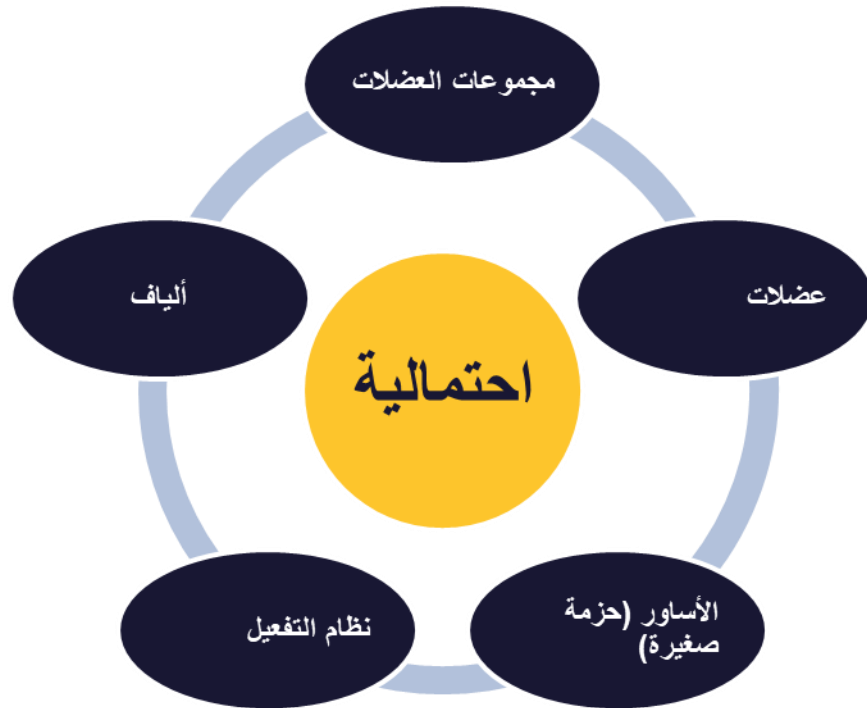 مجموعات العضلات
عضلات
الأساور (حزمة
صغيرة)
نظام التفعيل
ألياف
احتمالية